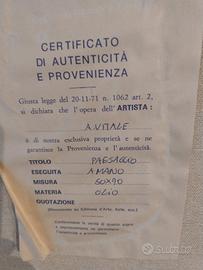 CERTIFICATO
DI AUTENTICITÀ
E PROVENIENZA
Giusta legge del 20-11-71 n. 1062 art. 2,
si dichiara che l'opera dell'ARTISTA:
A. VITALE
è di nostra esclusiva proprietà e se ne
garantisce la Provenienza e l'autenticità.
TITOLO PAESAGGIO
ESEGUITA A MANO
MISURA 50X90
MATERIA OLIO
QUOTAZIONE
Subito.it